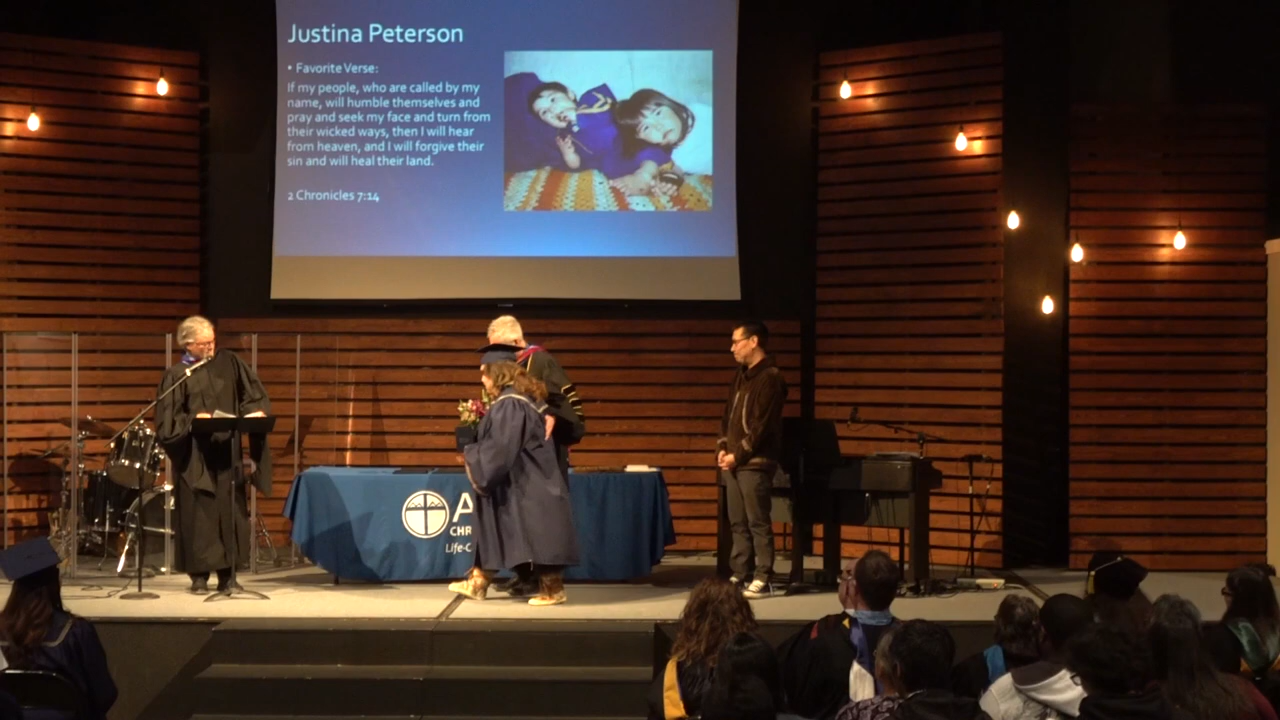 Justina Peterson
• Favorite Verse:
If my people, who are called by my
name, will humble themselves and
pray and seek my face and turn from
their wicked ways, then I will hear
from heaven, and I will forgive their
sin and will heal their land.
2 Chronicles 7:14
A
CHR
Life-C